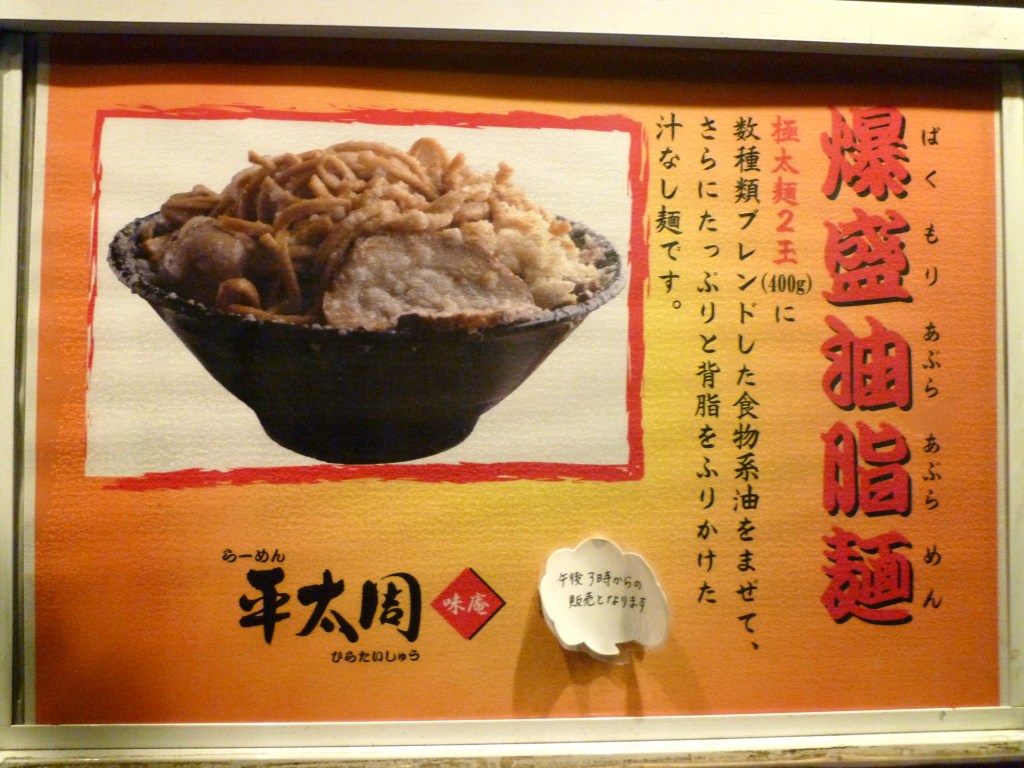 爆盛油脂麺
ばくもり あぶら あぶら めん
極太麺2玉(400g)に
数種類ブレンドした食物系油をまぜて、
さらにたっぷりと背脂をふりかけた
汁なし麺です。
らーめん
平太周
味庵
ひらたいしゅう
午後3時からの
販売となります